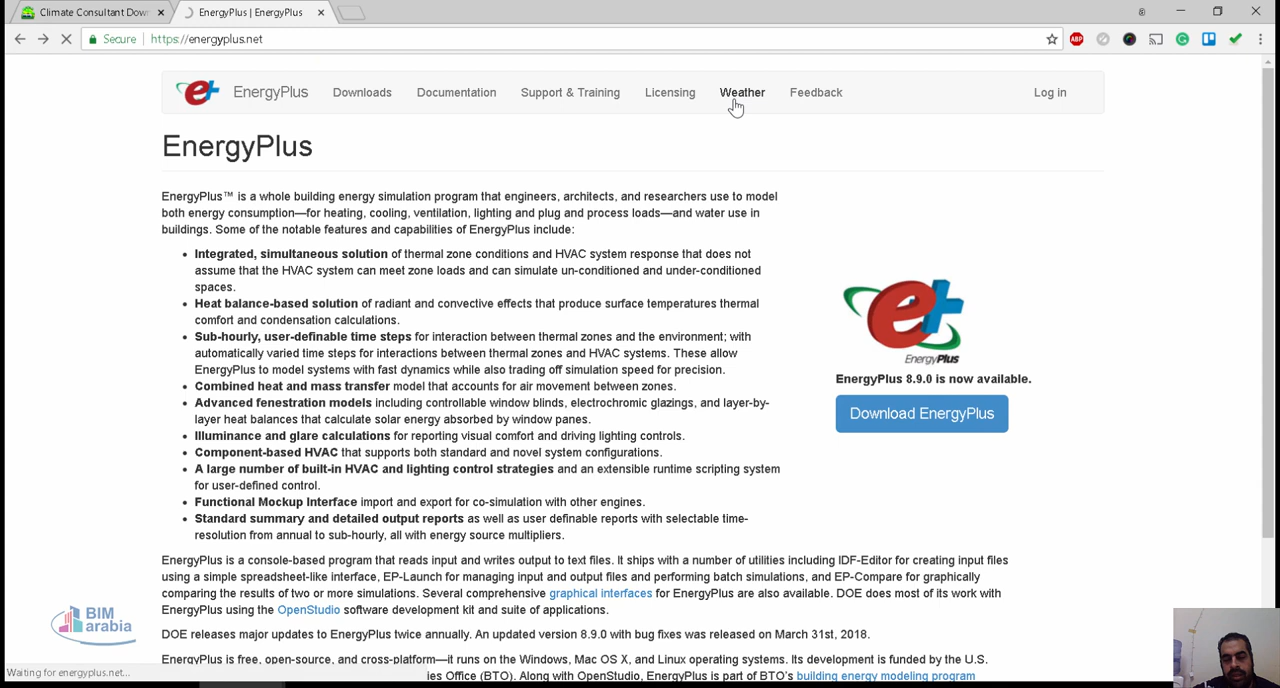 Climate Consultant Down
EnergyPlus | EnergyPlus
Secure | https://energyplus.net
ABP
e+ EnergyPlus Downloads Documentation Support & Training Licensing Weather Feedback Log in
EnergyPlus
EnergyPlus™ is a whole building energy simulation program that engineers, architects, and researchers use to model
both energy consumption—for heating, cooling, ventilation, lighting and plug and process loads—and water use in
buildings. Some of the notable features and capabilities of EnergyPlus include:
• Integrated, simultaneous solution of thermal zone conditions and HVAC system response that does not
assume that the HVAC system can meet zone loads and can simulate un-conditioned and under-conditioned
spaces.
• Heat balance-based solution of radiant and convective effects that produce surface temperatures thermal
comfort and condensation calculations.
• Sub-hourly, user-definable time steps for interaction between thermal zones and the environment; with
automatically varied time steps for interactions between thermal zones and HVAC systems. These allow
EnergyPlus to model systems with fast dynamics while also trading off simulation speed for precision.
• Combined heat and mass transfer model that accounts for air movement between zones.
• Advanced fenestration models including controllable window blinds, electrochromic glazings, and layer-by-
layer heat balances that calculate solar energy absorbed by window panes.
• Illuminance and glare calculations for reporting visual comfort and driving lighting controls.
• Component-based HVAC that supports both standard and novel system configurations.
• A large number of built-in HVAC and lighting control strategies and an extensible runtime scripting system
for user-defined control.
• Functional Mockup Interface import and export for co-simulation with other engines.
• Standard summary and detailed output reports as well as user definable reports with selectable time-
resolution from annual to sub-hourly, all with energy source multipliers.
e+
EnergyPlus
EnergyPlus 8.9.0 is now available.
Download EnergyPlus
EnergyPlus is a console-based program that reads input and writes output to text files. It ships with a number of utilities including IDF-Editor for creating input files
using a simple spreadsheet-like interface, EP-Launch for managing input and output files and performing batch simulations, and EP-Compare for graphically
comparing the results of two or more simulations. Several comprehensive graphical interfaces for EnergyPlus are also available. DOE does most of its work with
EnergyPlus using the OpenStudio software development kit and suite of applications.
DOE releases major updates to EnergyPlus twice annually. An updated version 8.9.0 with bug fixes was released on March 31st, 2018.
EnergyPlus is free, open-source, and cross-platform—it runs on the Windows, Mac OS X, and Linux operating systems. Its development is funded by the U.S.
ies Office (BTO). Along with OpenStudio, EnergyPlus is part of BTO's building energy modeling program
BIM
arabia
Waiting for energyplus.net...